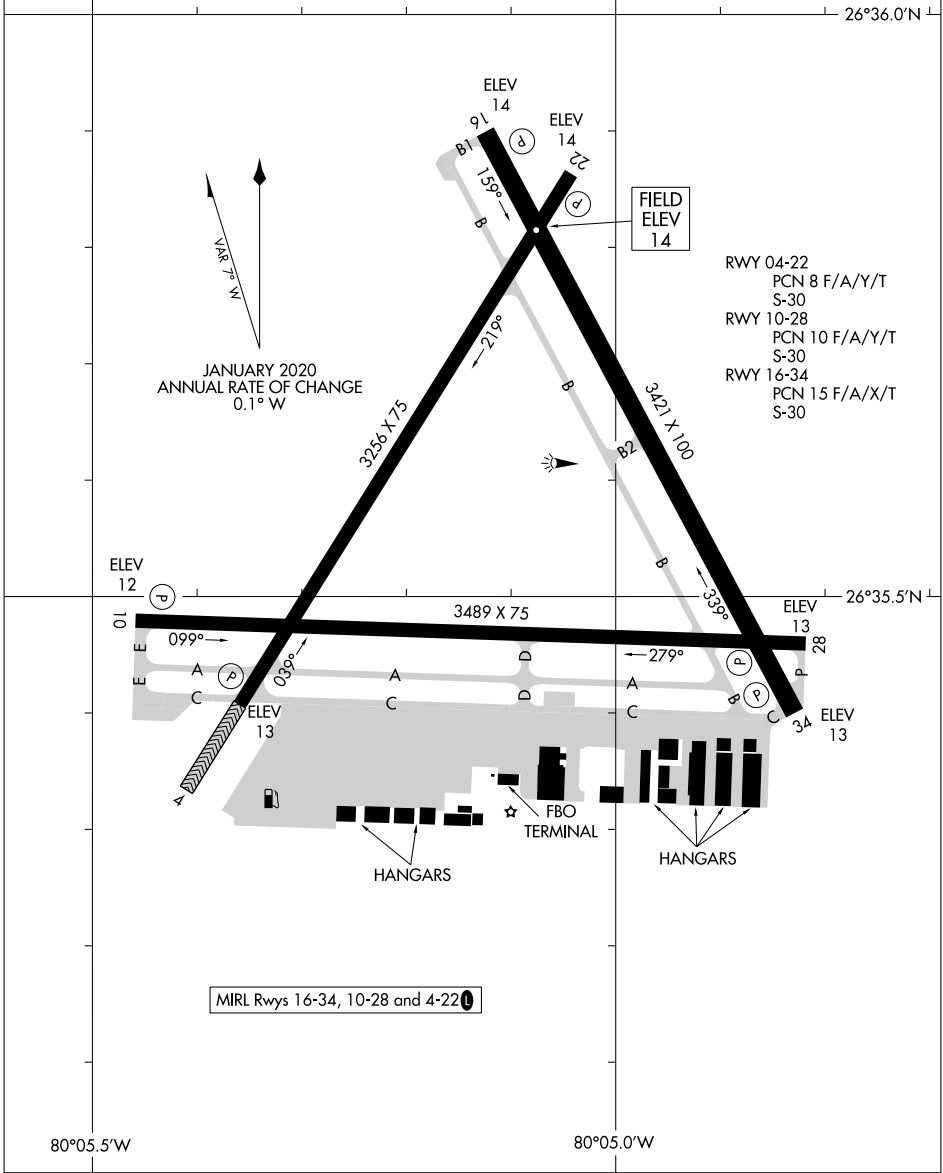 26°36.0'N
ELEV
14
16
ELEV
14
22
P
P
B1
159°
B
FIELD
ELEV
14
VAR 7° W
JANUARY 2020
ANNUAL RATE OF CHANGE
0.1° W
RWY 04-22
PCN 8 F/A/Y/T
S-30
RWY 10-28
PCN 10 F/A/Y/T
S-30
RWY 16-34
PCN 15 F/A/X/T
S-30
219°
B
3256 X 75
3421 X 100
B2
B
339°
ELEV
12
P
10
3489 X 75
26°35.5'N
ELEV
13
28
099°
039°
279°
E
A
P
A
D
A
P
P
P
E
C
C
D
C
B
C
34
ELEV
13
ELEV
13
4
FBO
TERMINAL
HANGARS
HANGARS
MIRL Rwys 16-34, 10-28 and 4-22 L
80°05.5'W
80°05.0'W